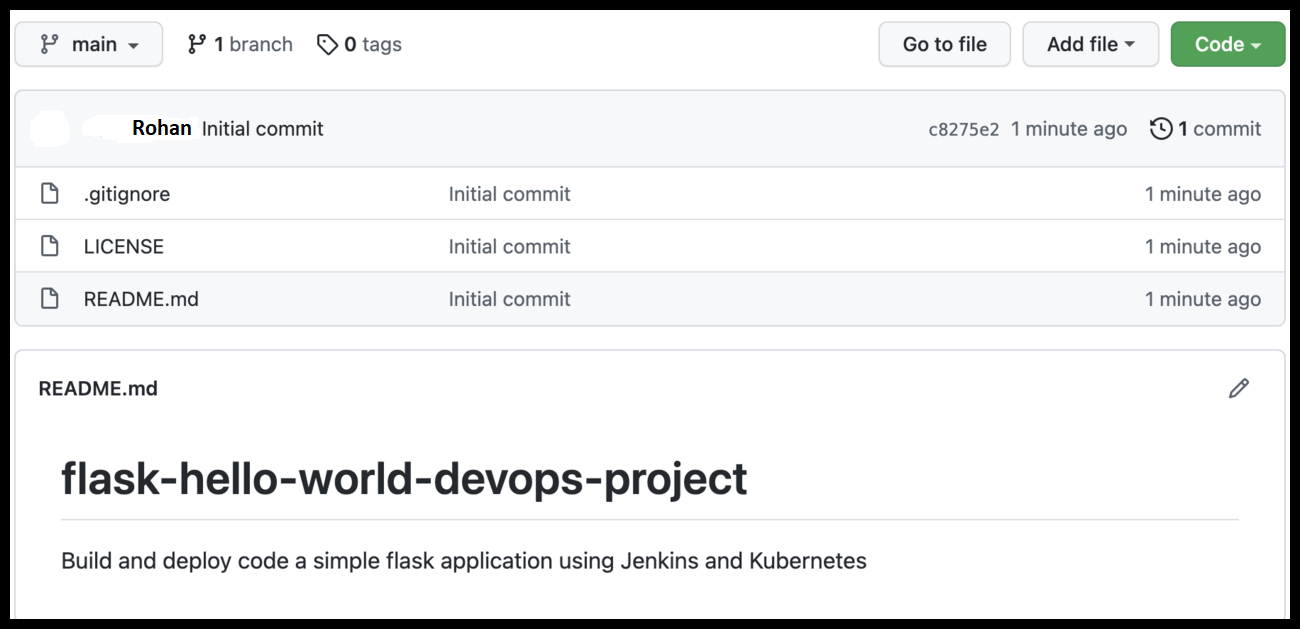 main 1 branch 0 tags Go to file Add file Code
Rohan Initial commit c8275e2 1 minute ago 1 commit
.gitignore Initial commit 1 minute ago
LICENSE Initial commit 1 minute ago
README.md Initial commit 1 minute ago
README.md
flask-hello-world-devops-project
Build and deploy code a simple flask application using Jenkins and Kubernetes